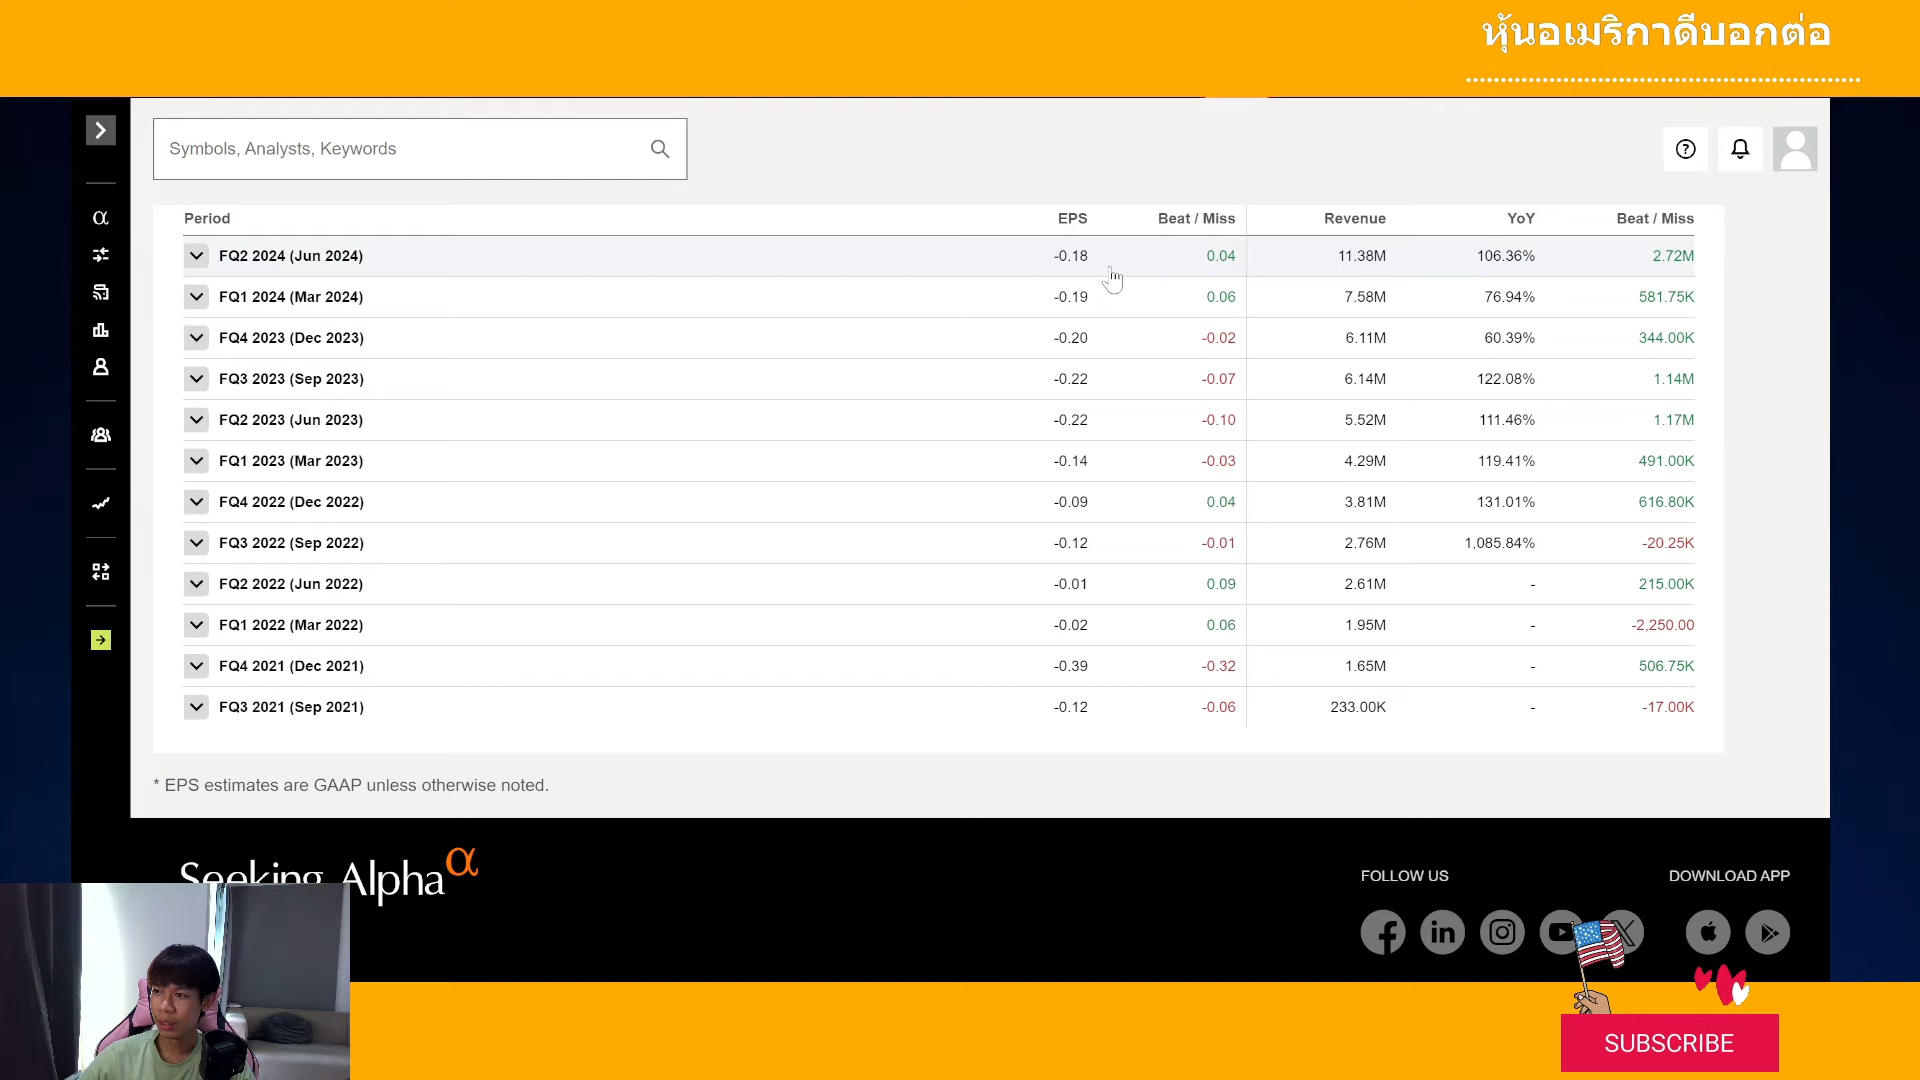 หุ้นอเมริกาดีบอกต่อ
Symbols, Analysts, Keywords
Period EPS Beat / Miss Revenue YoY Beat / Miss
FQ2 2024 (Jun 2024) -0.18 0.04 11.38M 106.36% 2.72M
FQ1 2024 (Mar 2024) -0.19 0.06 7.58M 76.94% 581.75K
FQ4 2023 (Dec 2023) -0.20 -0.02 6.11M 60.39% 344.00K
FQ3 2023 (Sep 2023) -0.22 -0.07 6.14M 122.08% 1.14M
FQ2 2023 (Jun 2023) -0.22 -0.10 5.52M 111.46% 1.17M
FQ1 2023 (Mar 2023) -0.14 -0.03 4.29M 119.41% 491.00K
FQ4 2022 (Dec 2022) -0.09 0.04 3.81M 131.01% 616.80K
FQ3 2022 (Sep 2022) -0.12 -0.01 2.76M 1,085.84% -20.25K
FQ2 2022 (Jun 2022) -0.01 0.09 2.61M - 215.00K
FQ1 2022 (Mar 2022) -0.02 0.06 1.95M - -2,250.00
FQ4 2021 (Dec 2021) -0.39 -0.32 1.65M - 506.75K
FQ3 2021 (Sep 2021) -0.12 -0.06 233.00K - -17.00K
* EPS estimates are GAAP unless otherwise noted.
Seeking Alpha α
FOLLOW US DOWNLOAD APP
SUBSCRIBE